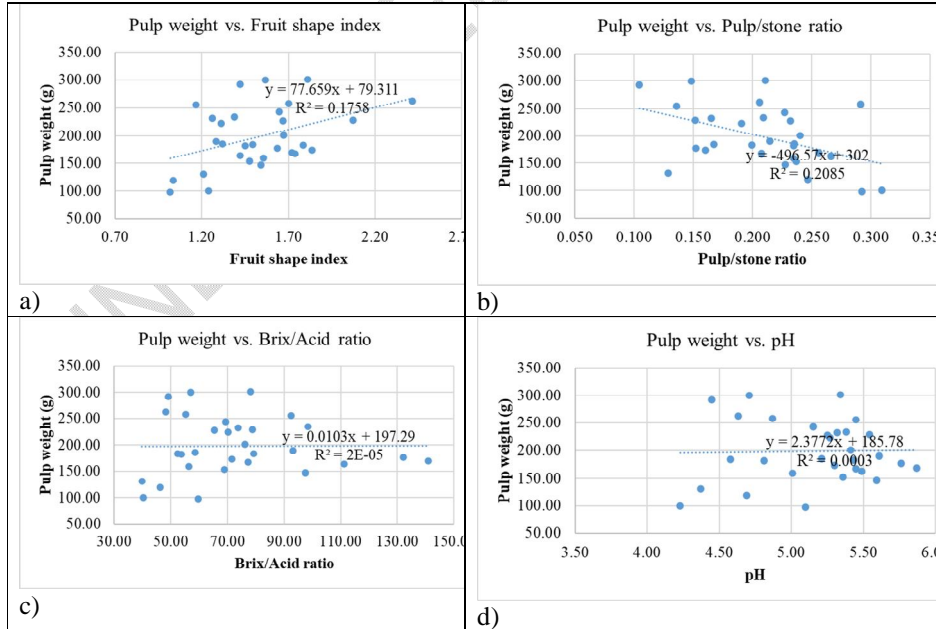 Pulp weight vs. Fruit shape index
Pulp weight (g)
350.00
300.00
250.00
200.00
150.00
100.00
50.00
y = 77.659x + 79.311
R² = 0.1758
0.70 1.20 1.70 2.20 2.7
Fruit shape index
a)
Pulp weight vs. Pulp/stone ratio
Pulp weight (g)
350.00
300.00
250.00
200.00
150.00
100.00
50.00
y = -496.57x + 302
R² = 0.2085
0.050 0.100 0.150 0.200 0.250 0.300 0.35
Pulp/stone ratio
b)
Pulp weight vs. Brix/Acid ratio
Pulp weight (g)
350.00
300.00
250.00
200.00
150.00
100.00
50.00
y = 0.0103x + 197.29
R² = 2E-05
30.00 50.00 70.00 90.00 110.00 130.00 150.0
Brix/Acid ratio
c)
Pulp weight vs. pH
Pulp weight (g)
350.00
300.00
250.00
200.00
150.00
100.00
50.00
y = 2.3772x + 185.78
R² = 0.0003
3.50 4.00 4.50 5.00 5.50 6.0
pH
d)